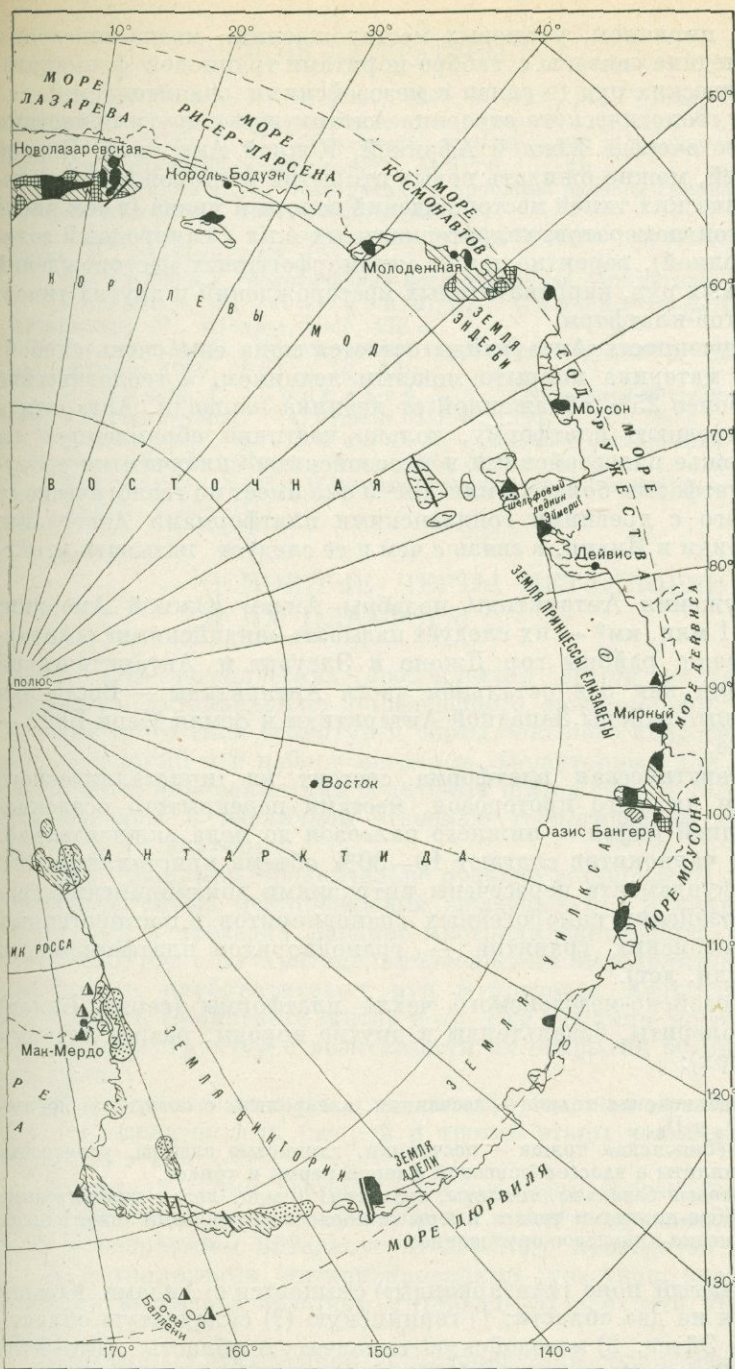 10°
30°
40°
50°
МОРЕ
ЛАЗАРЕВА
МОРЕ
РИСЕР-ЛАРСЕНА
МОРЕ
КОСМОНАВТОВ
Новолазаревская
Король Бодуэн
Молодежная
60°
КОРОЛЕВЫ МОД
ЗЕМЛЯ
ЭНДЕРБИ
МОРЕ
СОДРУЖЕСТВА
Моусон
70°
ВОСТОЧНАЯ
Шельфовый
ледник
Эймери
Дейвис
80°
ЗЕМЛЯ ПРИНЦЕССЫ ЕЛИЗАВЕТЫ
МОРЕ ДЕЙВИСА
ПОЛЮС
90°
Мирный
Восток
100°
Оазис Бангера
АНТАРКТИДА
МОРЕ МОУСОНА
ИК РОССА
110°
Мак-Мердо
РЕ
А
ЗЕМЛЯ ВИКТОРИИ
ЗЕМЛЯ УИЛКСА
120°
ЗЕМЛЯ
АДЕЛИ
МОРЕ ДЮРВИЛЯ
130°
о-ва
Баллени
170°
160°
150°
140°